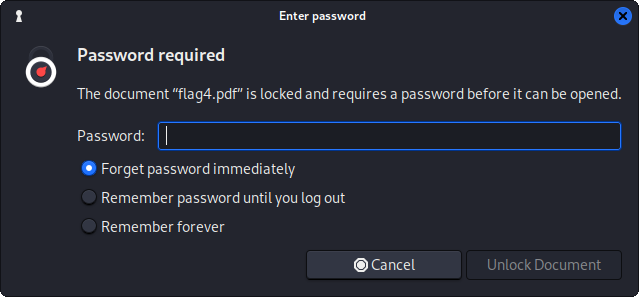 Enter password
Password required
The document “flag4.pdf” is locked and requires a password before it can be opened.
Password:
Forget password immediately
Remember password until you log out
Remember forever
Cancel
Unlock Document